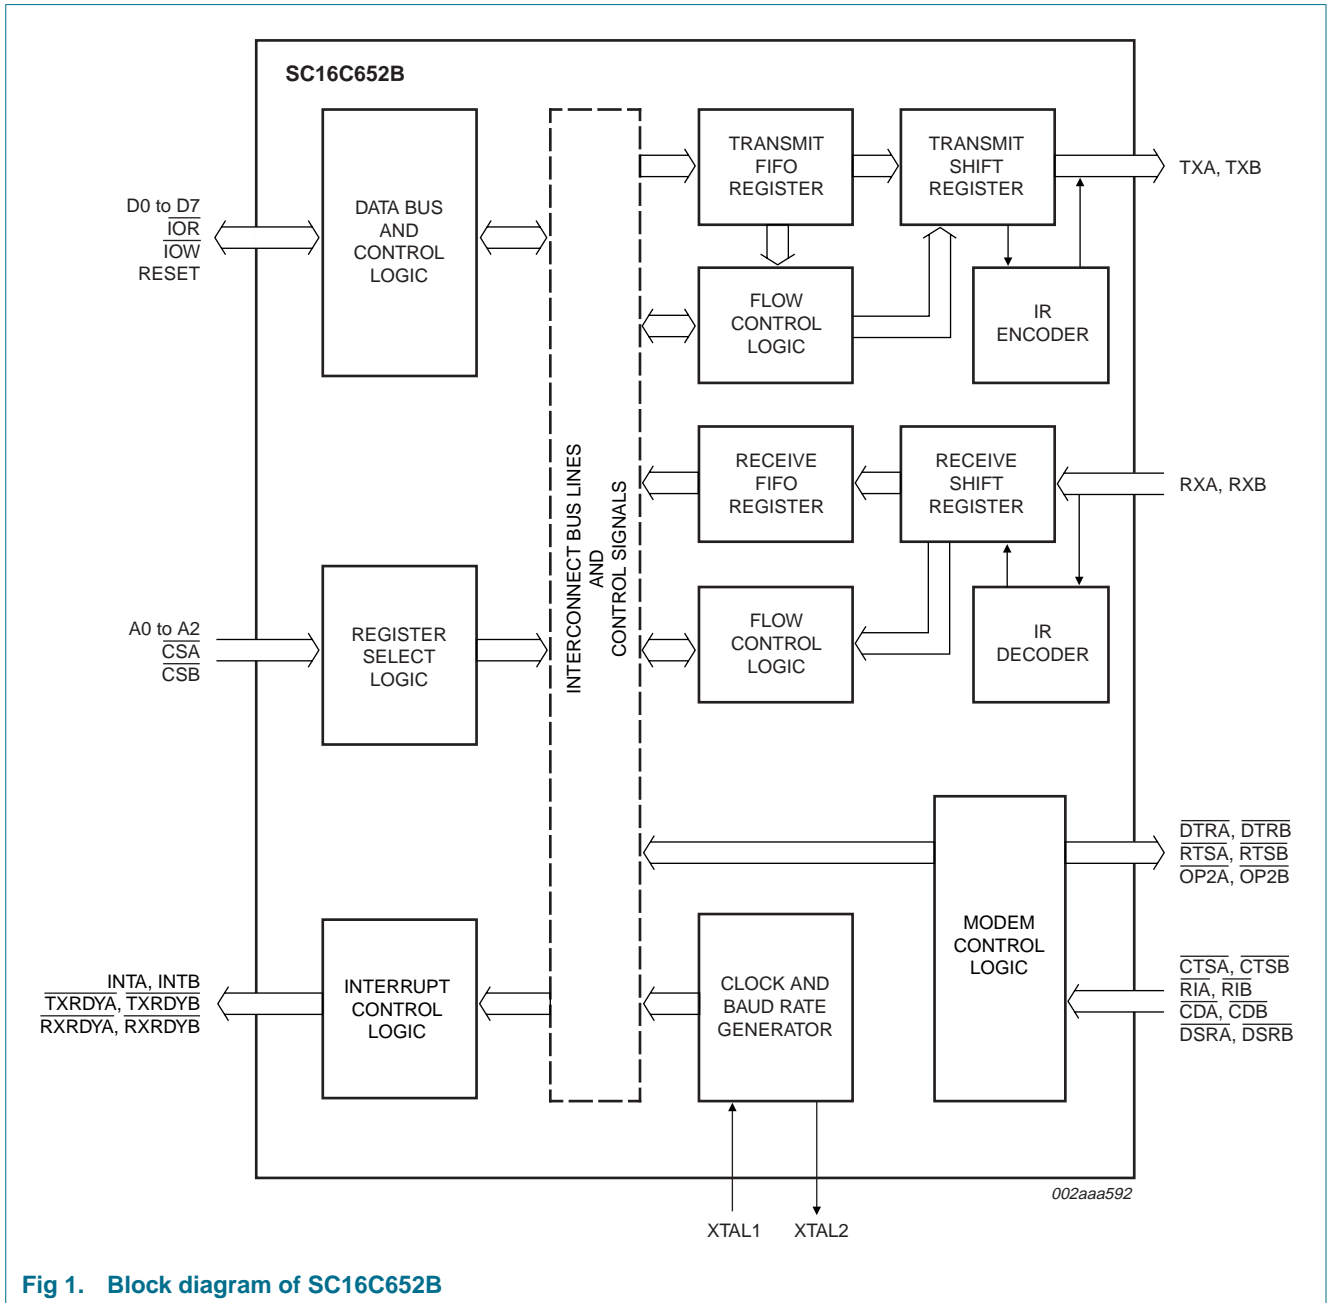 SC16C652B
D0 to D7
IOR
IOW
RESET
DATA BUS
AND
CONTROL
LOGIC
TRANSMIT
FIFO
REGISTER
TRANSMIT
SHIFT
REGISTER
TXA, TXB
FLOW
CONTROL
LOGIC
IR
ENCODER
INTERCONNECT BUS LINES
AND
CONTROL SIGNALS
RECEIVE
FIFO
REGISTER
RECEIVE
SHIFT
REGISTER
RXA, RXB
A0 to A2
CSA
CSB
REGISTER
SELECT
LOGIC
FLOW
CONTROL
LOGIC
IR
DECODER
DTRA, DTRB
RTSA, RTSB
OP2A, OP2B
MODEM
CONTROL
LOGIC
CTSA, CTSB
RIA, RIB
CDA, CDB
DSRA, DSRB
INTA, INTB
TXRDYA, TXRDYB
RXRDYA, RXRDYB
INTERRUPT
CONTROL
LOGIC
CLOCK AND
BAUD RATE
GENERATOR
XTAL1
XTAL2
002aaa592
Fig 1. Block diagram of SC16C652B